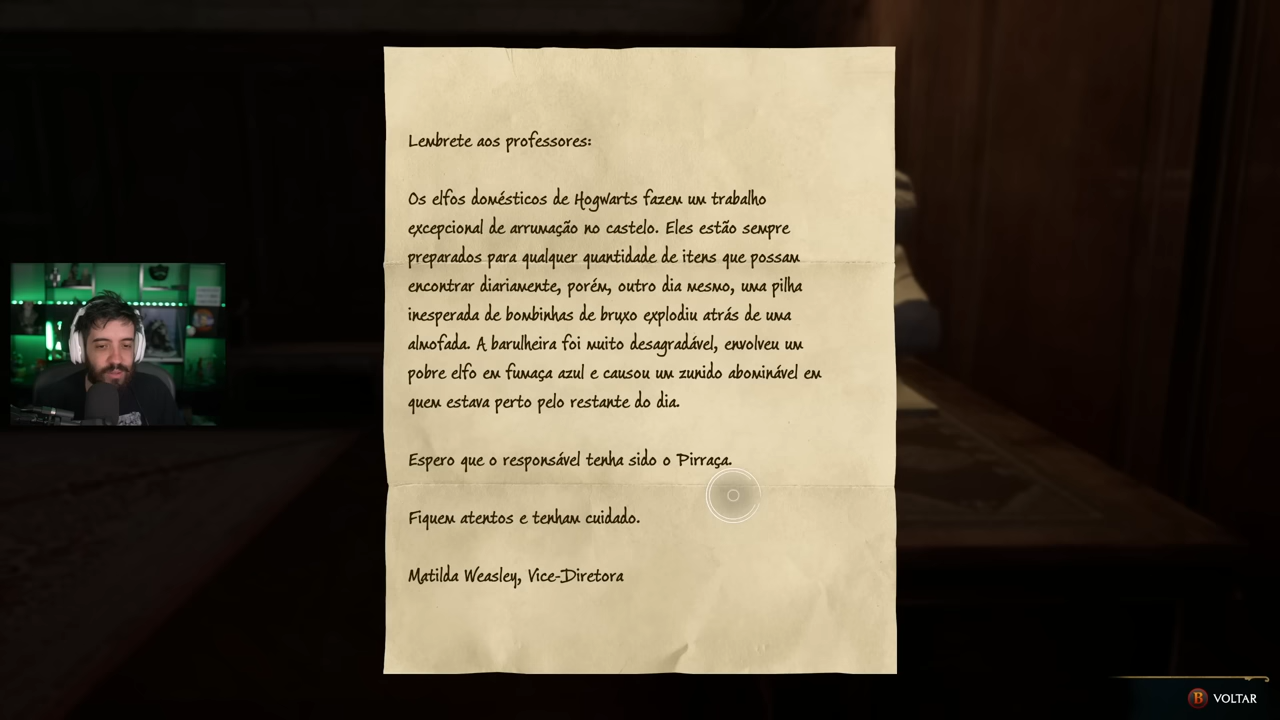 Lembrete aos professores:
Os elfos domésticos de Hogwarts fazem um trabalho
excepcional de arrumação no castelo. Eles estão sempre
preparados para qualquer quantidade de itens que possam
encontrar diariamente, porém, outro dia mesmo, uma pilha
inesperada de bombinhas de bruxo explodiu atrás de uma
almofada. A barulheira foi muito desagradável, envolveu um
pobre elfo em fumaça azul e causou um zunido abominável em
quem estava perto pelo restante do dia.
Espero que o responsável tenha sido o Pirraça.
Fiquem atentos e tenham cuidado.
Matilda Weasley, Vice-Diretora
B VOLTAR